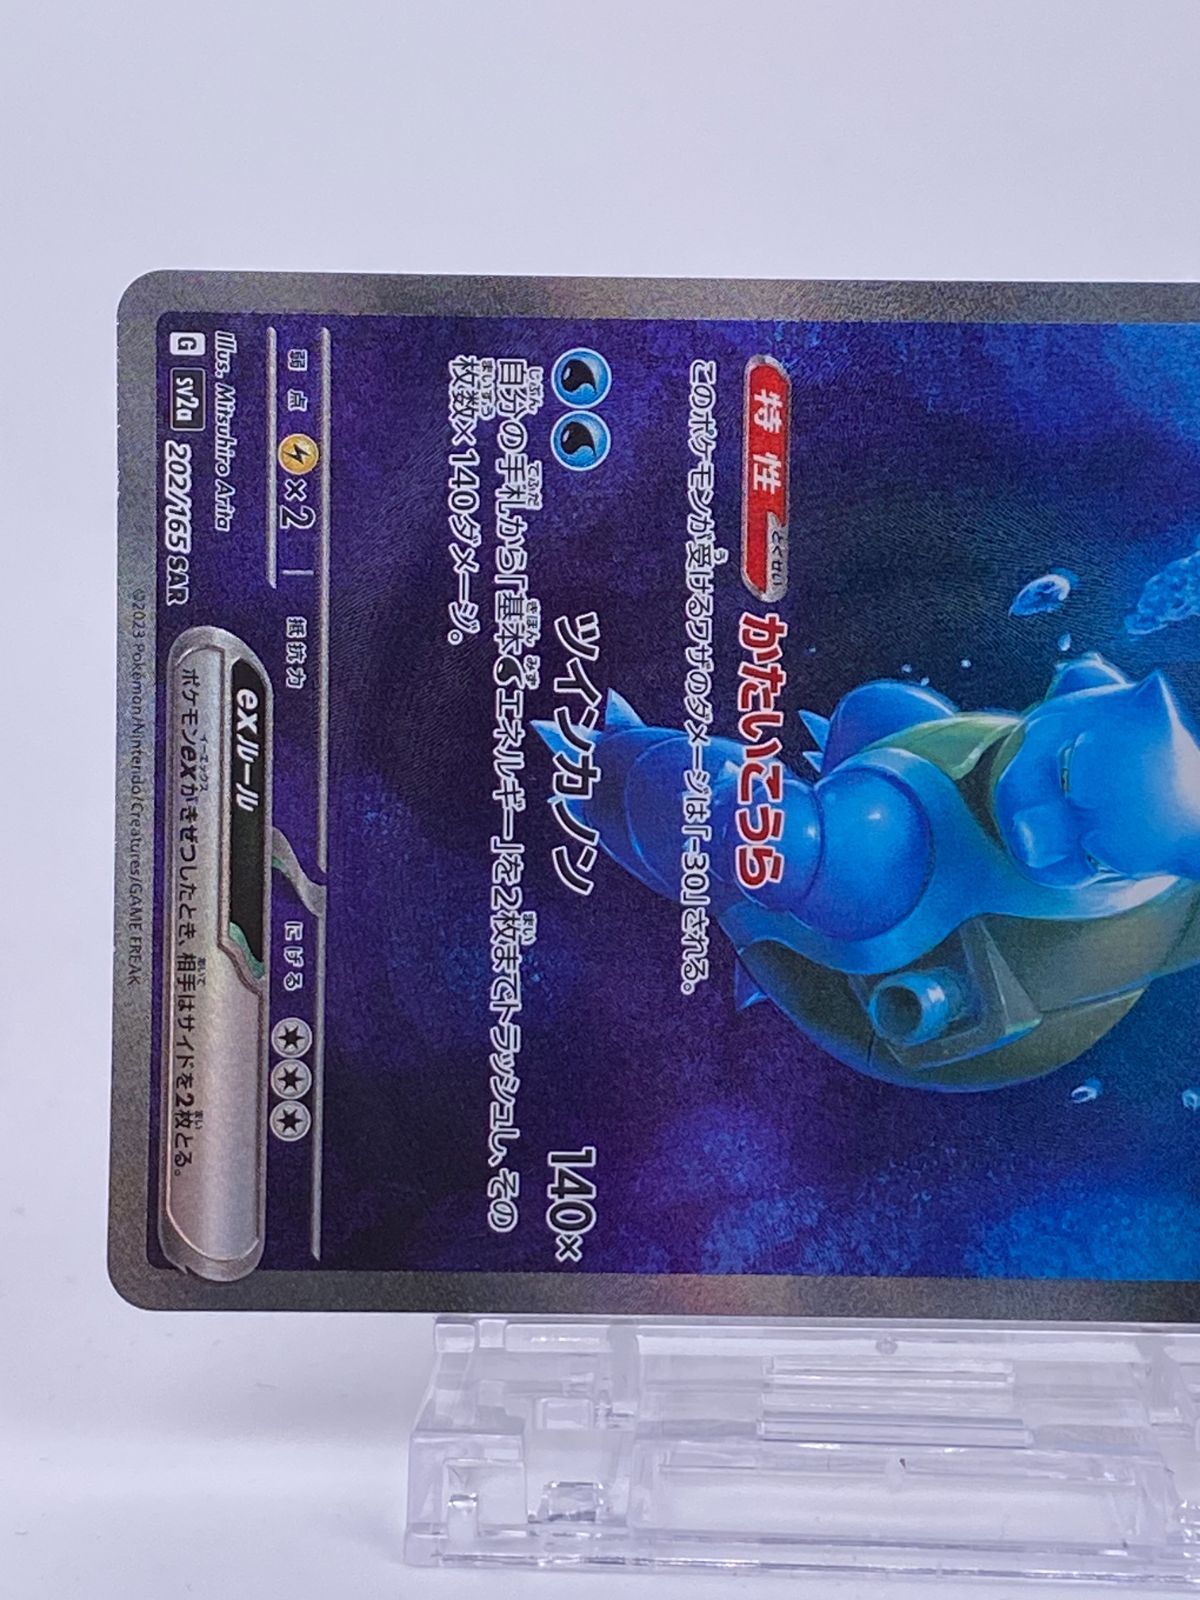 特性 かたいこうら
とくせい
このポケモンが受けるワザのダメージは「-30」される。
ツインカノン 140×
自分の手札から「基本エネルギー」を2枚までトラッシュし、その
枚数×140ダメージ。
弱点 ×2 抵抗力 にげる
Illus. Mitsuhiro Arita
exルール
G sv2a 202/165 SAR
ポケモンexがきぜつしたとき、相手はサイドを2枚とる。
©2023 Pokémon/Nintendo/Creatures/GAME FREAK